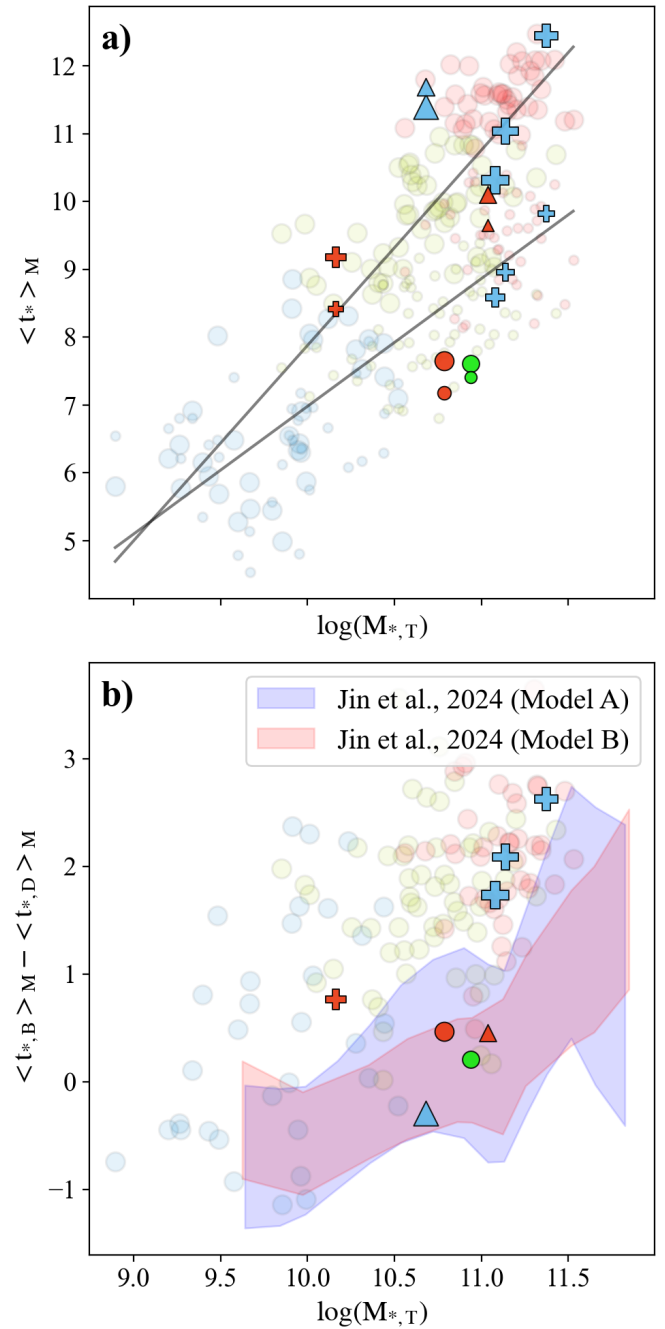 a)
12
11
10
9
8
7
6
5
< t* >M
log(M*,T)
b)
Jin et al., 2024 (Model A)
Jin et al., 2024 (Model B)
3
2
1
0
−1
< t*,B >M − < t*,D >M
9.0 9.5 10.0 10.5 11.0 11.5
log(M*,T)